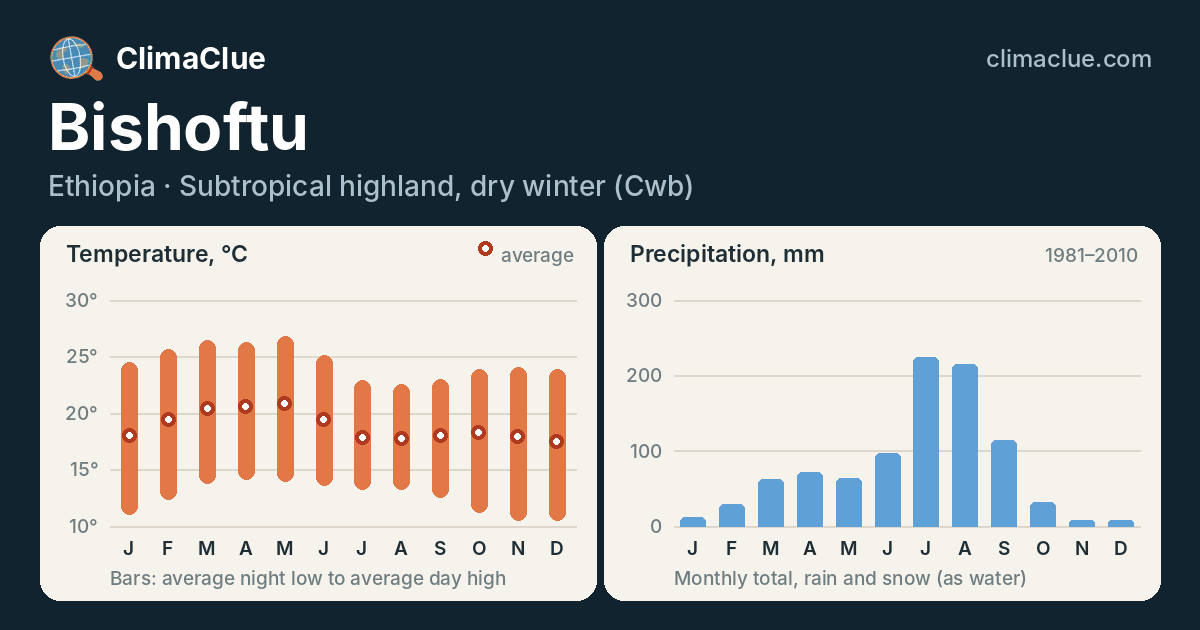 ClimaClue
climaclue.com
Bishoftu
Ethiopia · Subtropical highland, dry winter (Cwb)
Temperature, °C
average
30°
25°
20°
15°
10°
J F M A M J J A S O N D
Bars: average night low to average day high
Precipitation, mm
1981–2010
300
200
100
0
J F M A M J J A S O N D
Monthly total, rain and snow (as water)